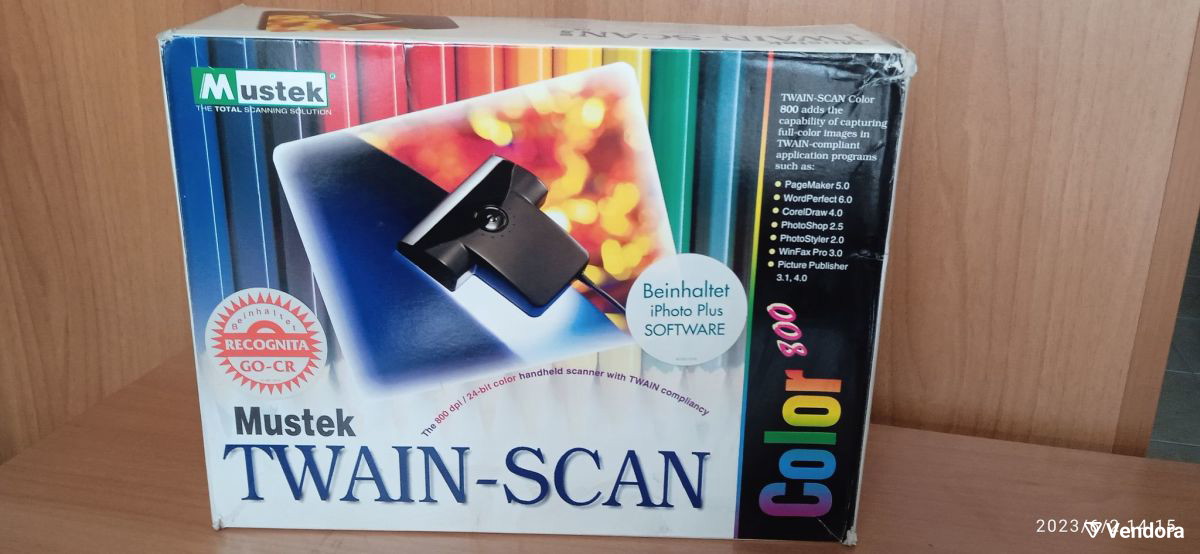 TWAIN-SCAN
Mustek
THE TOTAL SCANNING SOLUTION
TWAIN-SCAN Color
800 adds the
capability of capturing
full-color images in
TWAIN-compliant
application programs
such as:
PageMaker 5.0
WordPerfect 6.0
CorelDraw 4.0
PhotoShop 2.5
PhotoStyler 2.0
WinFax Pro 3.0
Picture Publisher
3.1, 4.0
Beinhaltet
iPhoto Plus
SOFTWARE
Beinhaltet
RECOGNITA
GO-CR
The 800 dpi / 24-bit color handheld scanner with TWAIN compliancy
Mustek
TWAIN-SCAN
Color 800
Vendora